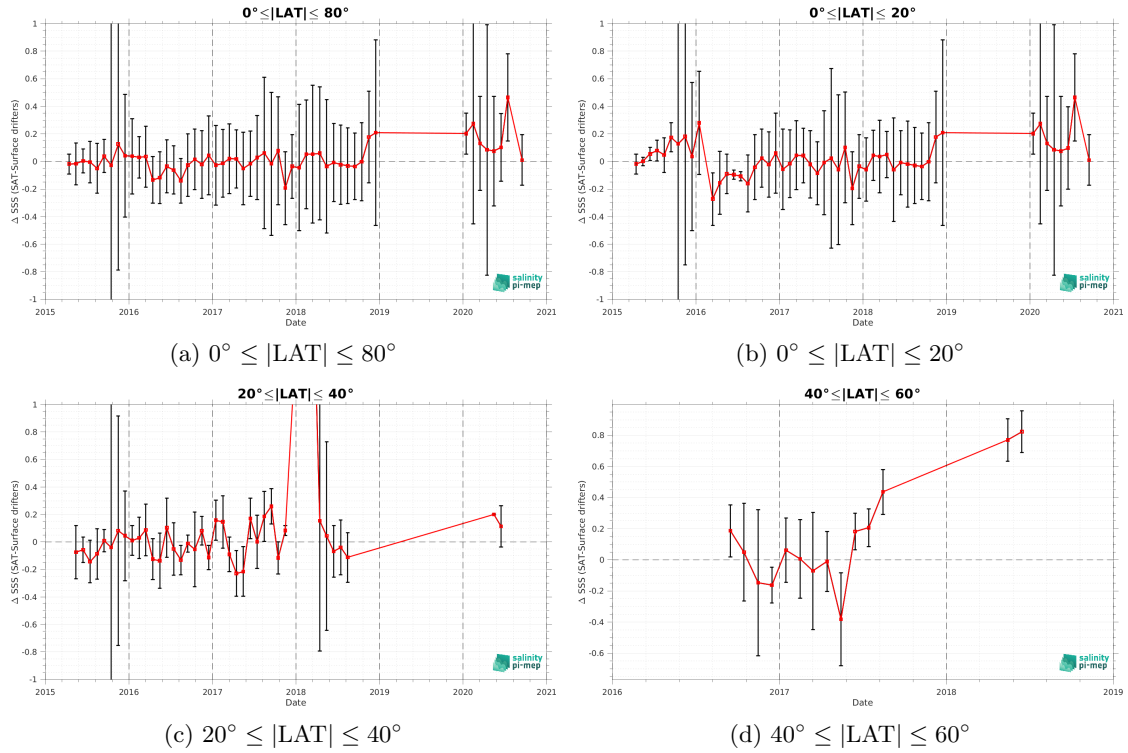 0°≤|LAT|≤ 80°
1
0.8
0.6
0.4
0.2
0
-0.2
-0.4
-0.6
-0.8
-1
Δ SSS (SAT-Surface drifters)
salinity
pi-mep
2015 2016 2017 2018 2019 2020 2021
Date
(a) 0° ≤ |LAT| ≤ 80°
0°≤|LAT|≤ 20°
1
0.8
0.6
0.4
0.2
0
-0.2
-0.4
-0.6
-0.8
-1
Δ SSS (SAT-Surface drifters)
salinity
pi-mep
2015 2016 2017 2018 2019 2020 2021
Date
(b) 0° ≤ |LAT| ≤ 20°
20°≤|LAT|≤ 40°
1
0.8
0.6
0.4
0.2
0
-0.2
-0.4
-0.6
-0.8
-1
Δ SSS (SAT-Surface drifters)
salinity
pi-mep
2015 2016 2017 2018 2019 2020 2021
Date
(c) 20° ≤ |LAT| ≤ 40°
40°≤|LAT|≤ 60°
0.8
0.6
0.4
0.2
0
-0.2
-0.4
-0.6
Δ SSS (SAT-Surface drifters)
salinity
pi-mep
2016 2017 2018 2019
Date
(d) 40° ≤ |LAT| ≤ 60°